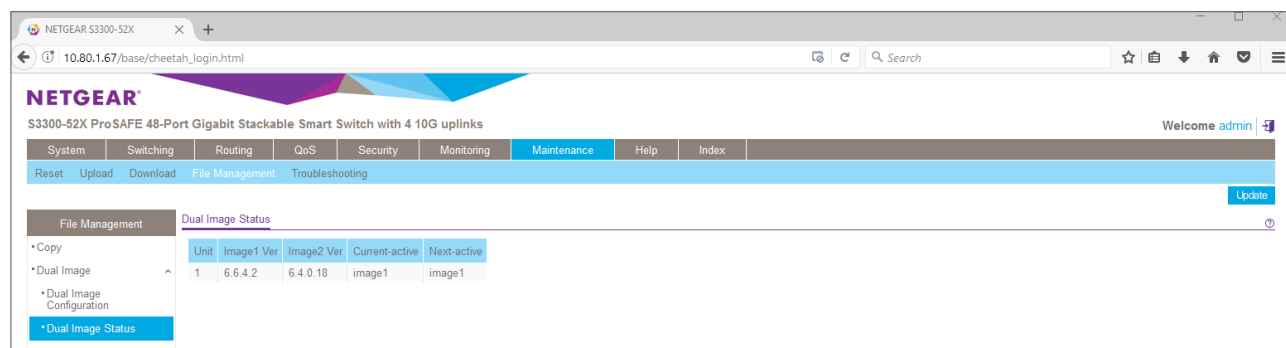 NETGEAR S3300-52X
10.80.1.67/base/cheetah_login.html Search
NETGEAR®
S3300-52X ProSAFE 48-Port Gigabit Stackable Smart Switch with 4 10G uplinks Welcome admin
System Switching Routing QoS Security Monitoring Maintenance Help Index
Reset Upload Download File Management Troubleshooting
Update
File Management Dual Image Status
Copy Unit Image1 Ver Image2 Ver Current-active Next-active
Dual Image 1 6.6.4.2 6.4.0.18 image1 image1
Dual Image
Configuration
Dual Image Status